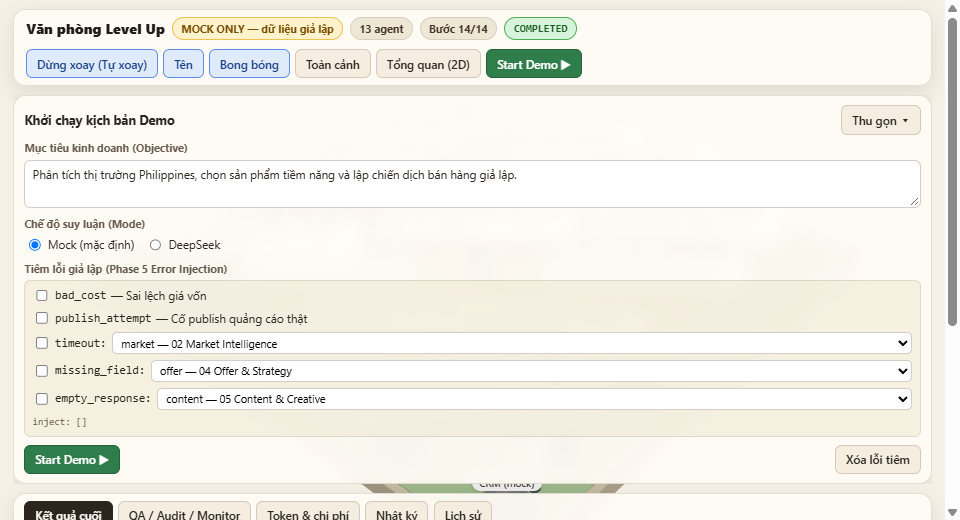 Văn phòng Level Up MOCK ONLY — dữ liệu giả lập 13 agent Bước 14/14 COMPLETED
Dừng xoay (Tự xoay) Tên Bong bóng Toàn cảnh Tổng quan (2D) Start Demo ▶
Khởi chạy kịch bản Demo Thu gọn ▾
Mục tiêu kinh doanh (Objective)
Phân tích thị trường Philippines, chọn sản phẩm tiềm năng và lập chiến dịch bán hàng giả lập.
Chế độ suy luận (Mode)
Mock (mặc định) DeepSeek
Tiêm lỗi giả lập (Phase 5 Error Injection)
bad_cost — Sai lệch giá vốn
publish_attempt — Cố publish quảng cáo thật
timeout: market — 02 Market Intelligence
missing_field: offer — 04 Offer & Strategy
empty_response: content — 05 Content & Creative
inject: []
Start Demo ▶ Xóa lỗi tiêm
CRM (mock)
Kết quả cuối QA / Audit / Monitor Token & chi phí Nhật ký Lịch sử